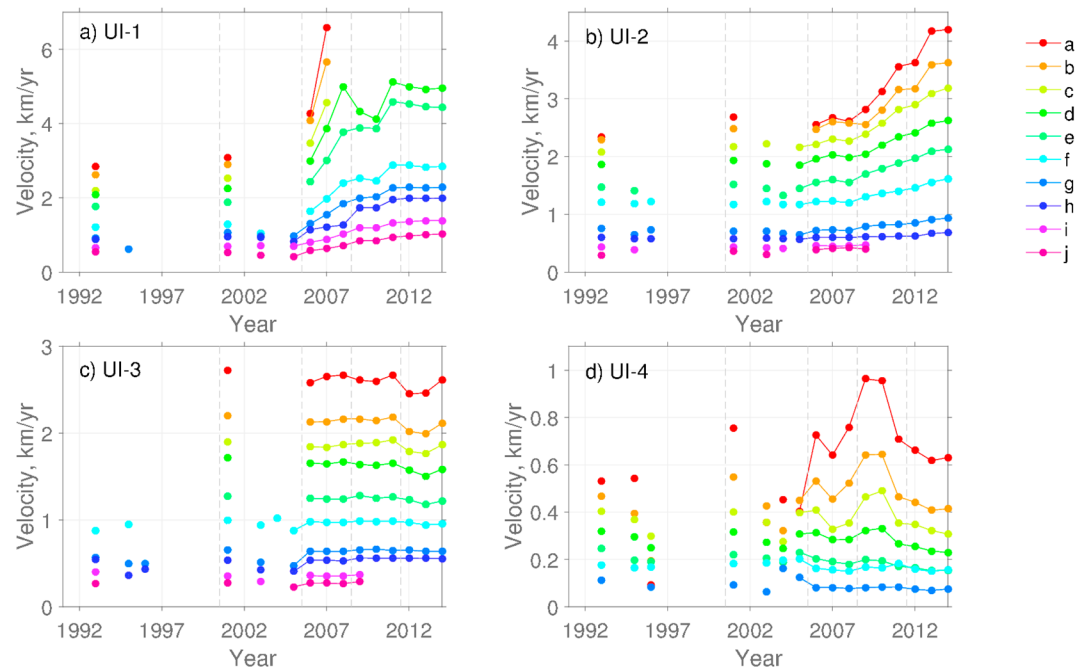 a) UI-1
b) UI-2
6
4
2
0
4
3
2
1
0
Velocity, km/yr
Velocity, km/yr
1992 1997 2002 2007 2012
1992 1997 2002 2007 2012
Year
Year
a
b
c
d
e
f
g
h
i
j
c) UI-3
d) UI-4
3
2
1
0
1
0.8
0.6
0.4
0.2
0
Velocity, km/yr
Velocity, km/yr
1992 1997 2002 2007 2012
1992 1997 2002 2007 2012
Year
Year